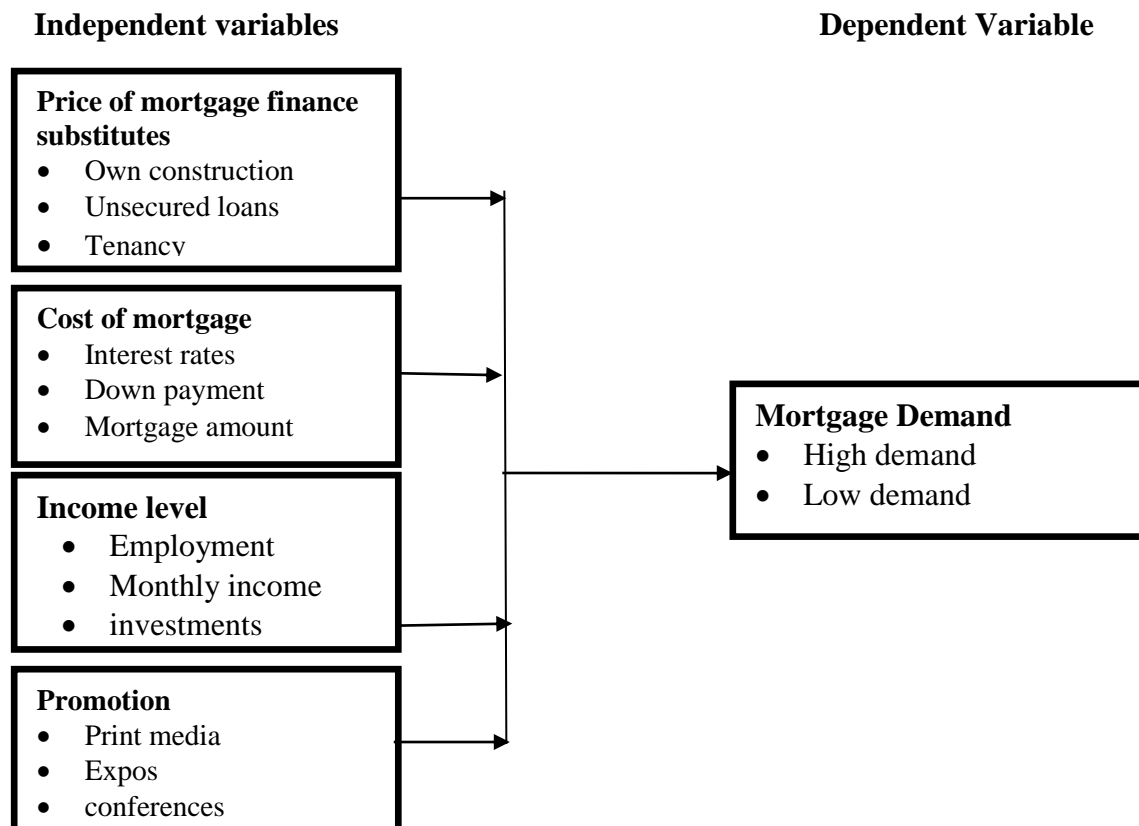 Independent variables
Dependent Variable
Price of mortgage finance
substitutes
• Own construction
• Unsecured loans
• Tenancy
Cost of mortgage
• Interest rates
• Down payment
• Mortgage amount
Income level
• Employment
• Monthly income
• investments
Promotion
• Print media
• Expos
• conferences
Mortgage Demand
• High demand
• Low demand